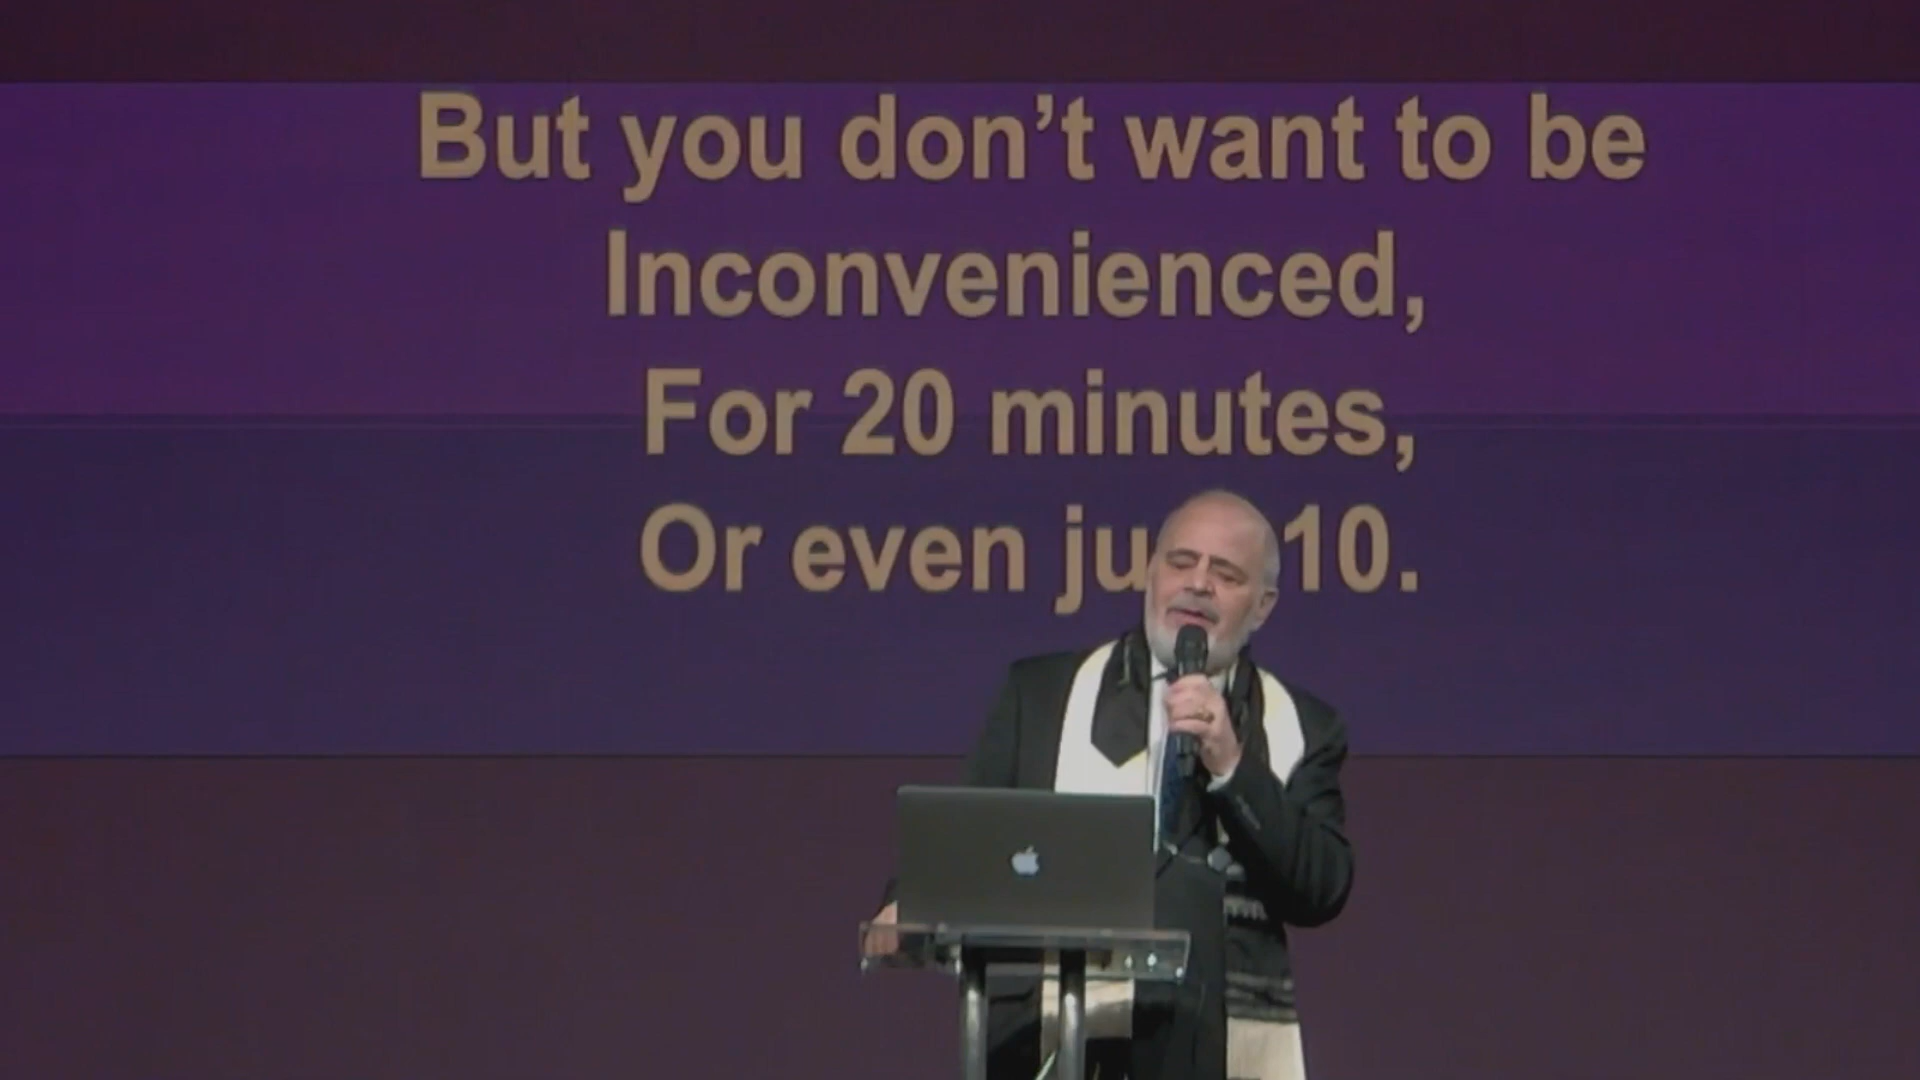 But you don't want to be
Inconvenienced,
For 20 minutes,
Or even 10.